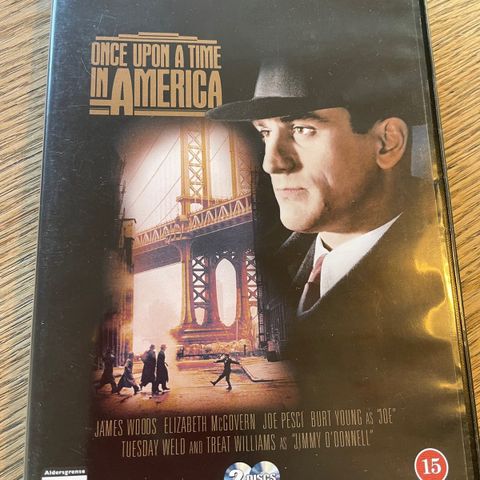 ONCE UPON A TIME
IN AMERICA
JAMES WOODS ELIZABETH McGOVERN JOE PESCI BURT YOUNG AS "JOE"
TUESDAY WELD AND TREAT WILLIAMS AS "JIMMY O'DONNELL"
Aldersgrense
2 DISCS
15